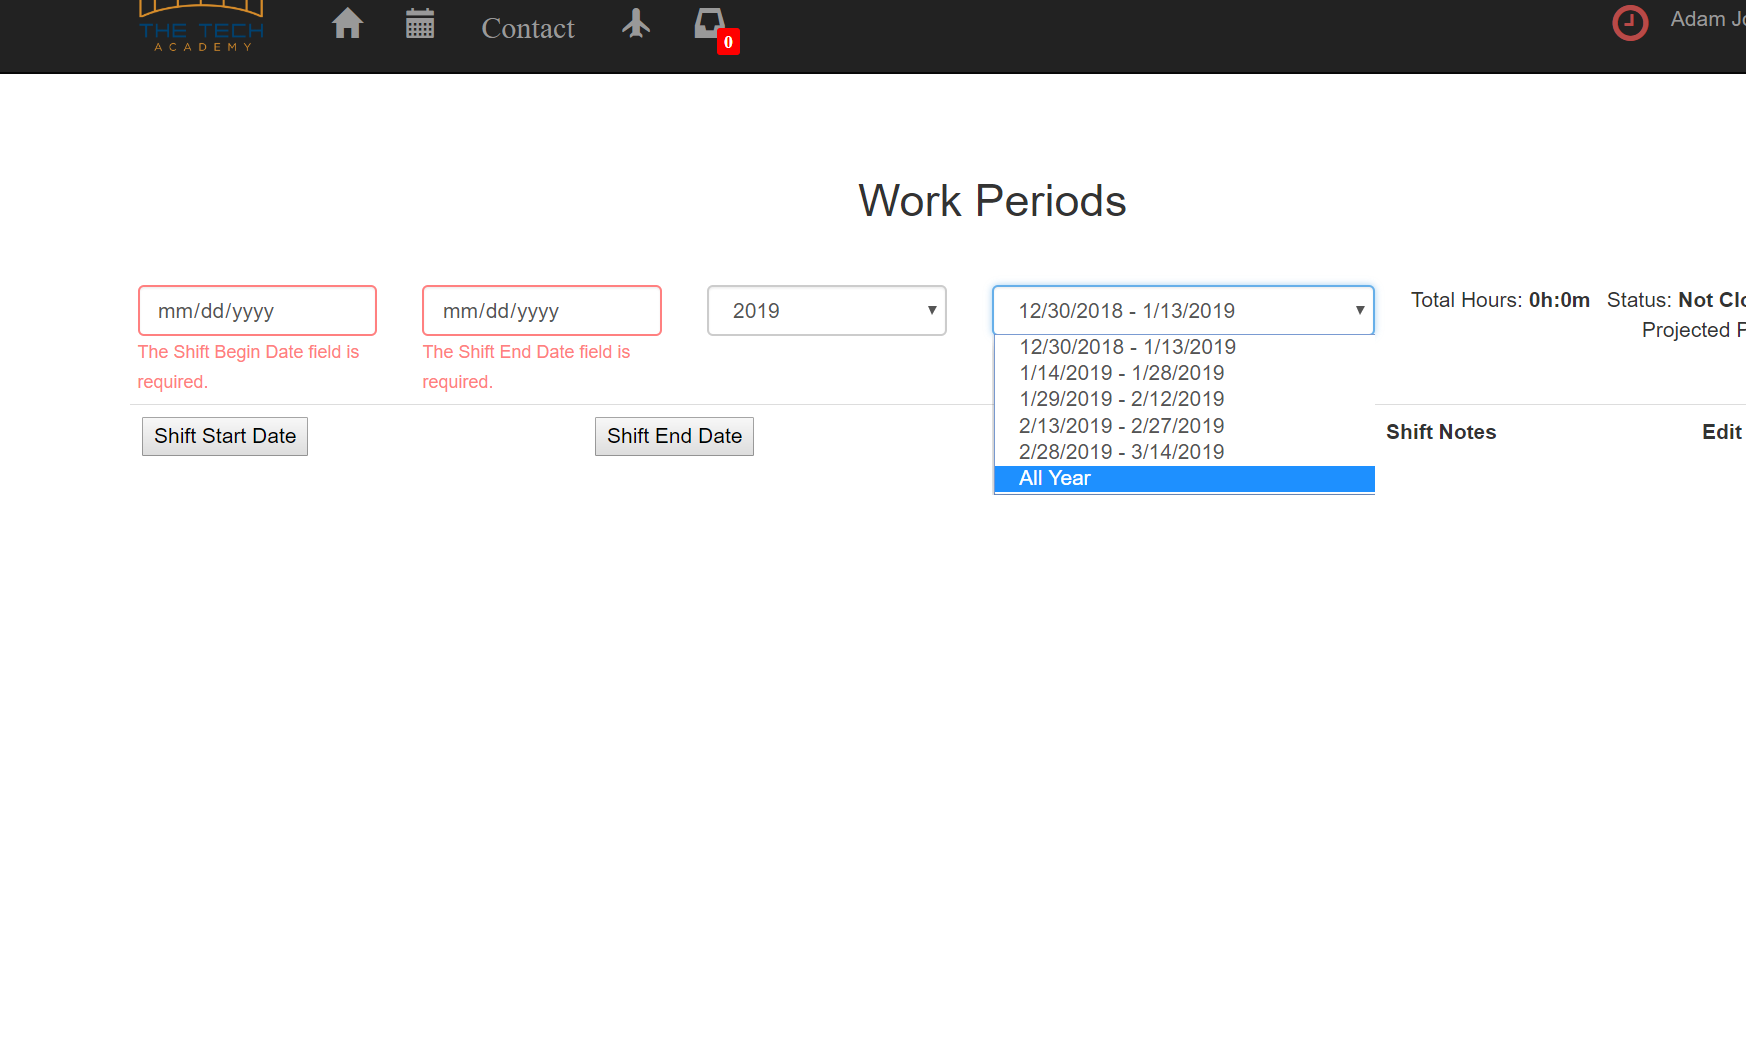 THE TECH
ACADEMY
Contact
0
Adam
Work Periods
mm/dd/yyyy
mm/dd/yyyy
2019
12/30/2018 - 1/13/2019
Total Hours: 0h:0m Status: Not
Projected
The Shift Begin Date field is
required.
The Shift End Date field is
required.
12/30/2018 - 1/13/2019
1/14/2019 - 1/28/2019
1/29/2019 - 2/12/2019
2/13/2019 - 2/27/2019
2/28/2019 - 3/14/2019
All Year
Shift Start Date
Shift End Date
Shift Notes
Edit